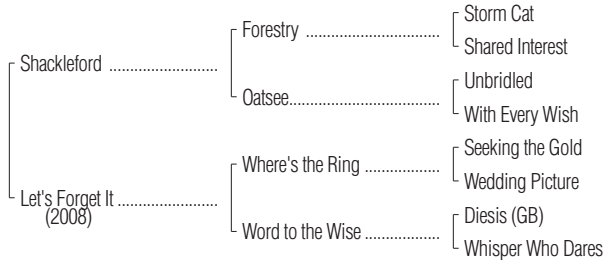 Storm Cat
Forestry ........................................
Shared Interest
Shackleford ................................
Unbridled
Oatsee.............................................
With Every Wish
Seeking the Gold
Where's the Ring ......................
Wedding Picture
Let's Forget It .............................
(2008)
Diesis (GB)
Word to the Wise ......................
Whisper Who Dares